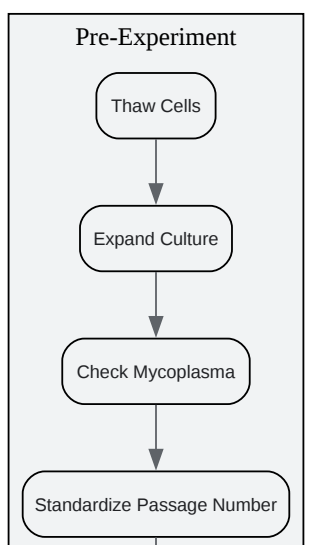 Pre-Experiment
Thaw Cells
Expand Culture
Check Mycoplasma
Standardize Passage Number